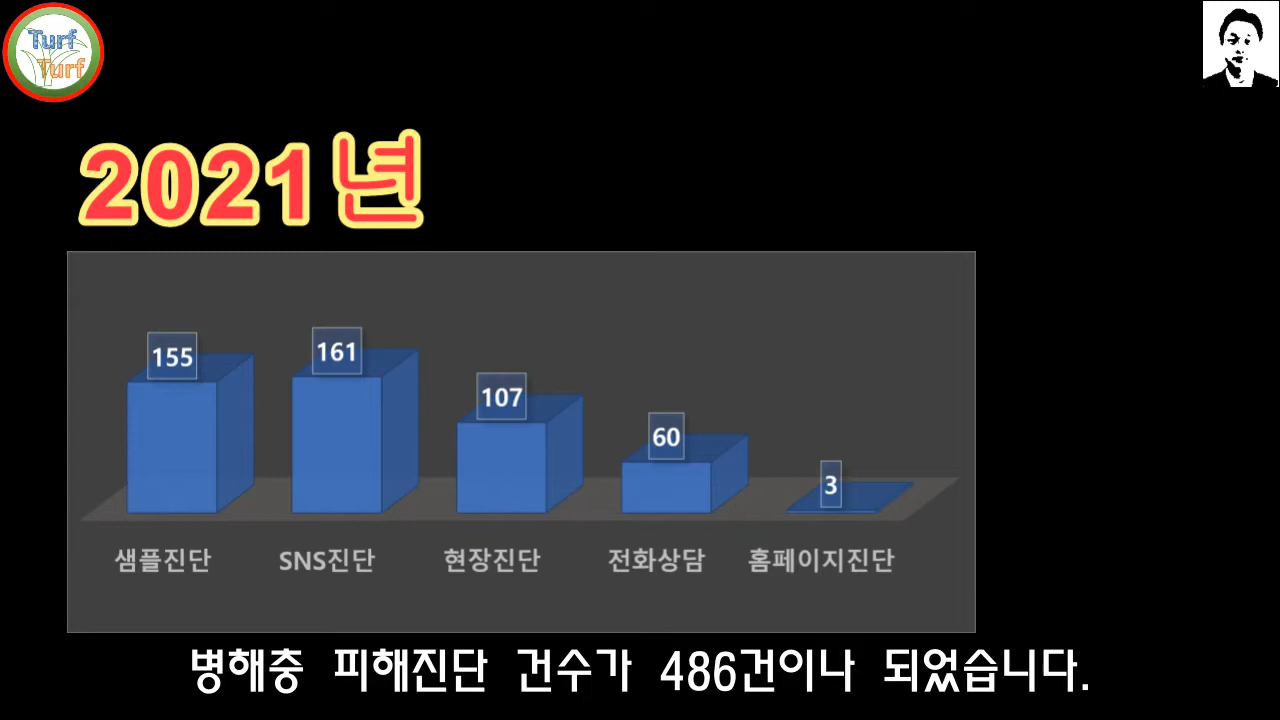 Turf
Turf
2021년
155
161
107
60
3
샘플진단
SNS진단
현장진단
전화상담
홈페이지진단
병해충 피해진단 건수가 486건이나 되었습니다.